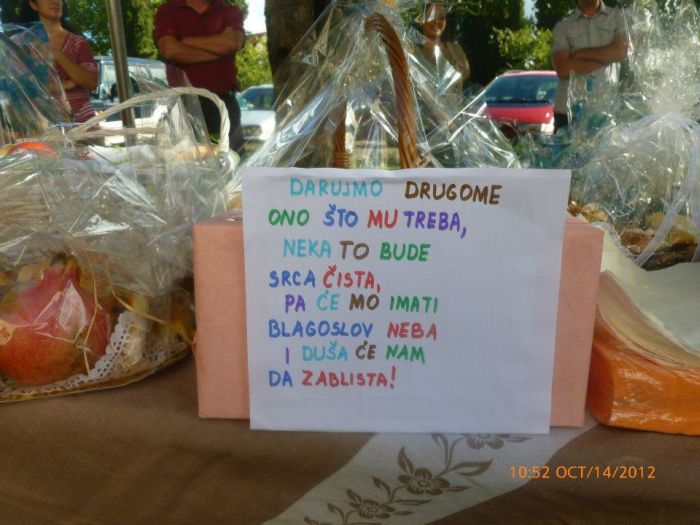 DARUJMO DRUGOME
ONO ŠTO MU TREBA,
NEKA TO BUDE
SRCA ČISTA,
PA ĆE MO IMATI
BLAGOSLOV NEBA
I DUŠA ĆE NAM
DA ZABLISTA!
10:52 OCT/14/2012